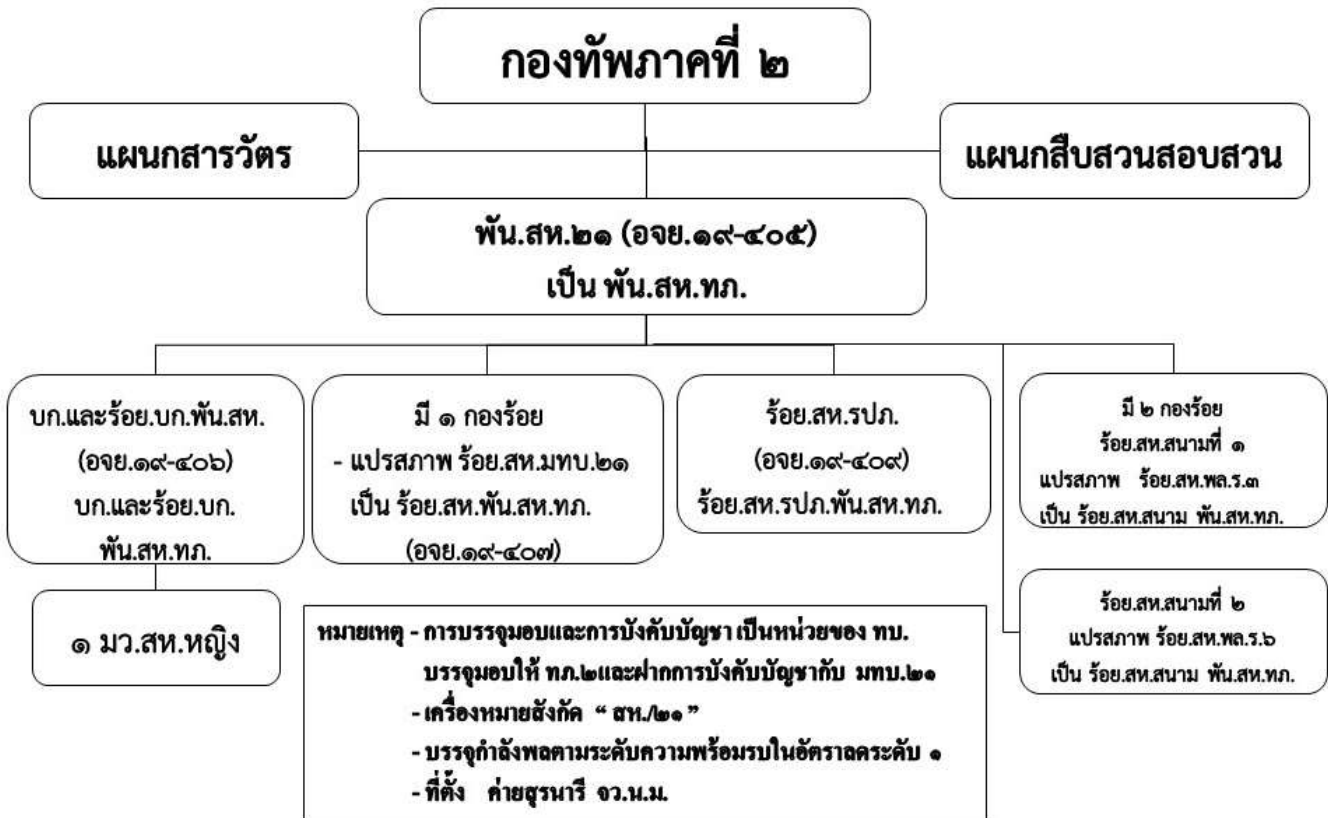 กองทัพภาคที่ ๒
แผนกสารวัตร
แผนกสืบสวนสอบสวน
พัน.สห.๒๑ (อจย.๑๙-๔๐๕)
เป็น พัน.สห.ทภ.
บก.และร้อย.บก.พัน.สห.
(อจย.๑๙-๔๐๖)
บก.และร้อย.บก.
พัน.สห.ทภ.
มี ๑ กองร้อย
- แปรสภาพ ร้อย.สห.มทบ.๒๑
เป็น ร้อย.สห.พัน.สห.ทภ.
(อจย.๑๙-๔๐๗)
ร้อย.สห.รปภ.
(อจย.๑๙-๔๐๙)
ร้อย.สห.รปภ.พัน.สห.ทภ.
มี ๒ กองร้อย
ร้อย.สห.สนามที่ ๑
แปรสภาพ ร้อย.สห.พล.ร.๓
เป็น ร้อย.สห.สนาม พัน.สห.ทภ.
๑ มว.สห.หญิง
ร้อย.สห.สนามที่ ๒
แปรสภาพ ร้อย.สห.พล.ร.๖
เป็น ร้อย.สห.สนาม พัน.สห.ทภ.
หมายเหตุ - การบรรจุมอบและการบังคับบัญชา เป็นหน่วยของ ทบ.
บรรจุมอบให้ ทภ.๒และฝากการบังคับบัญชากับ มทบ.๒๑
- เครื่องหมายสังกัด “ สห./๒๑ ”
- บรรจุกำลังพลตามระดับความพร้อมรบในอัตราลดระดับ ๑
- ที่ตั้ง ค่ายสุรนารี จว.น.ม.